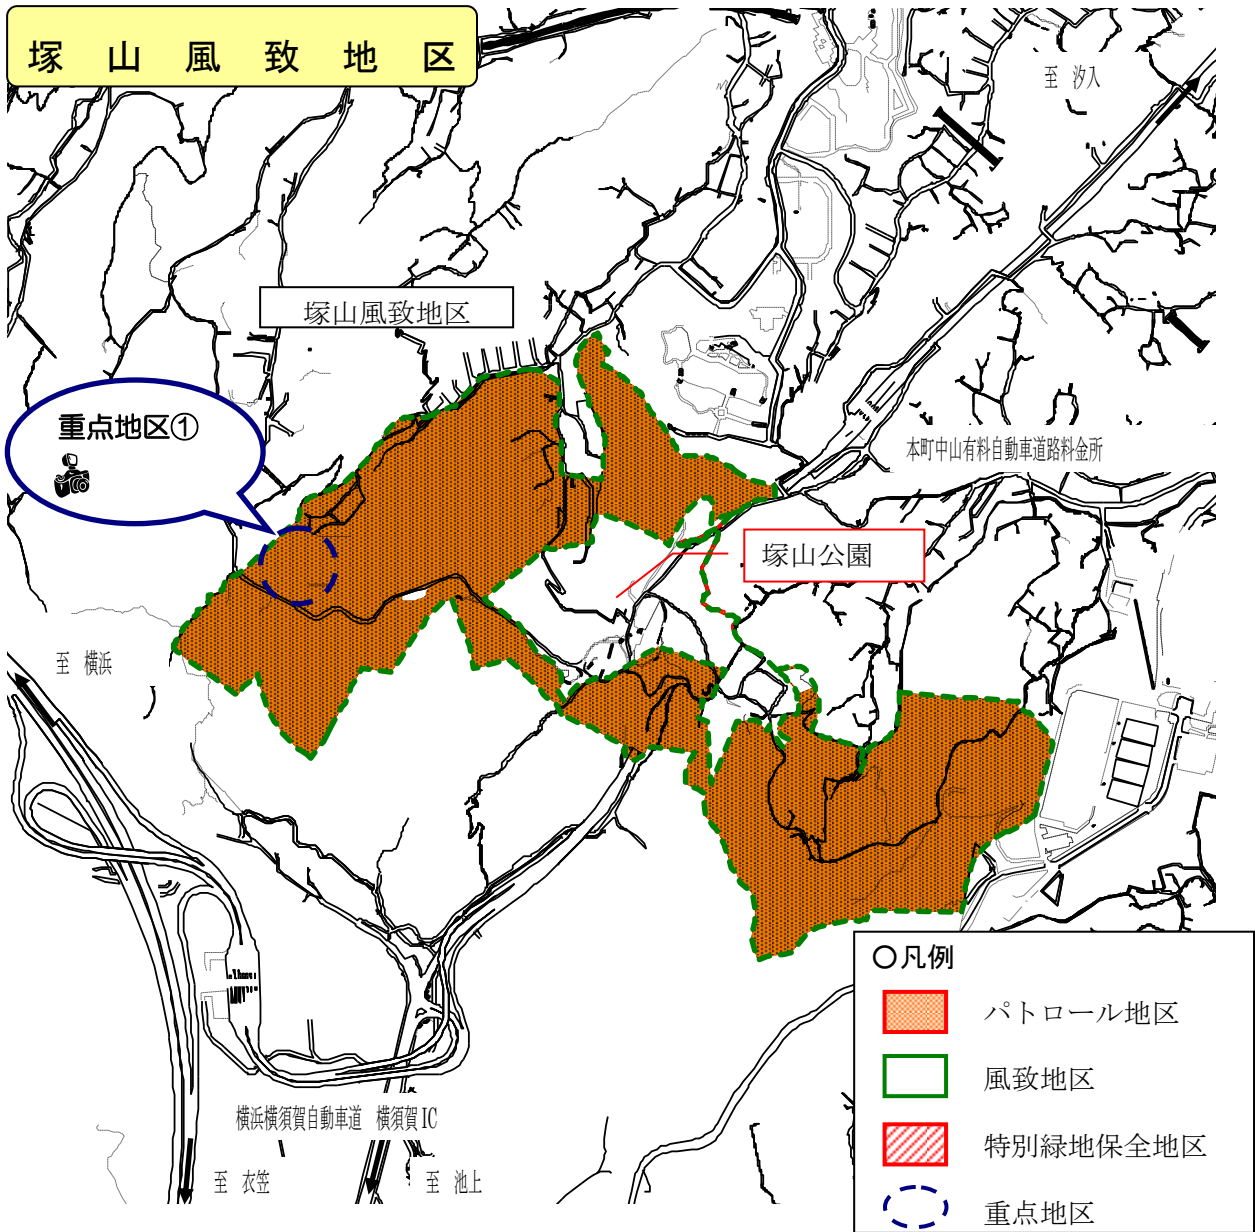 塚山風致地区
至 汐入
塚山風致地区
重点地区①
本町中山有料自動車道路料金所
塚山公園
至 横浜
横浜横須賀自動車道 横須賀IC
至 衣笠
至 池上
○凡例
パトロール地区
風致地区
特別緑地保全地区
重点地区